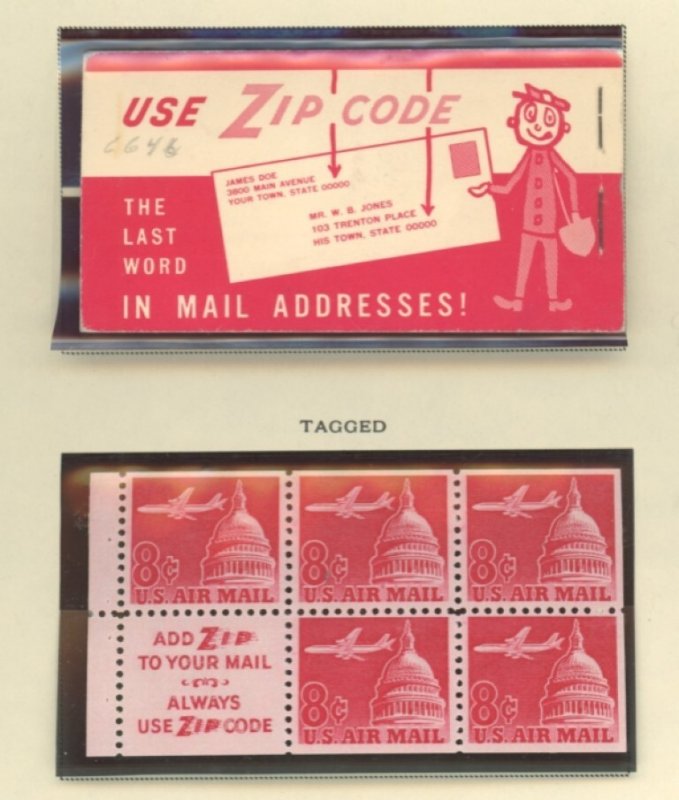 USE ZIP CODE
C64b
JAMES DOE
3800 MAIN AVENUE
YOUR TOWN, STATE 00000
MR. W. B. JONES
103 TRENTON PLACE
HIS TOWN, STATE 00000
THE
LAST
WORD
IN MAIL ADDRESSES!
TAGGED
8¢
U.S. AIR MAIL
8¢
U.S. AIR MAIL
8¢
U.S. AIR MAIL
ADD ZIP
TO YOUR MAIL
ALWAYS
USE ZIP CODE
8¢
U.S. AIR MAIL
8¢
U.S. AIR MAIL